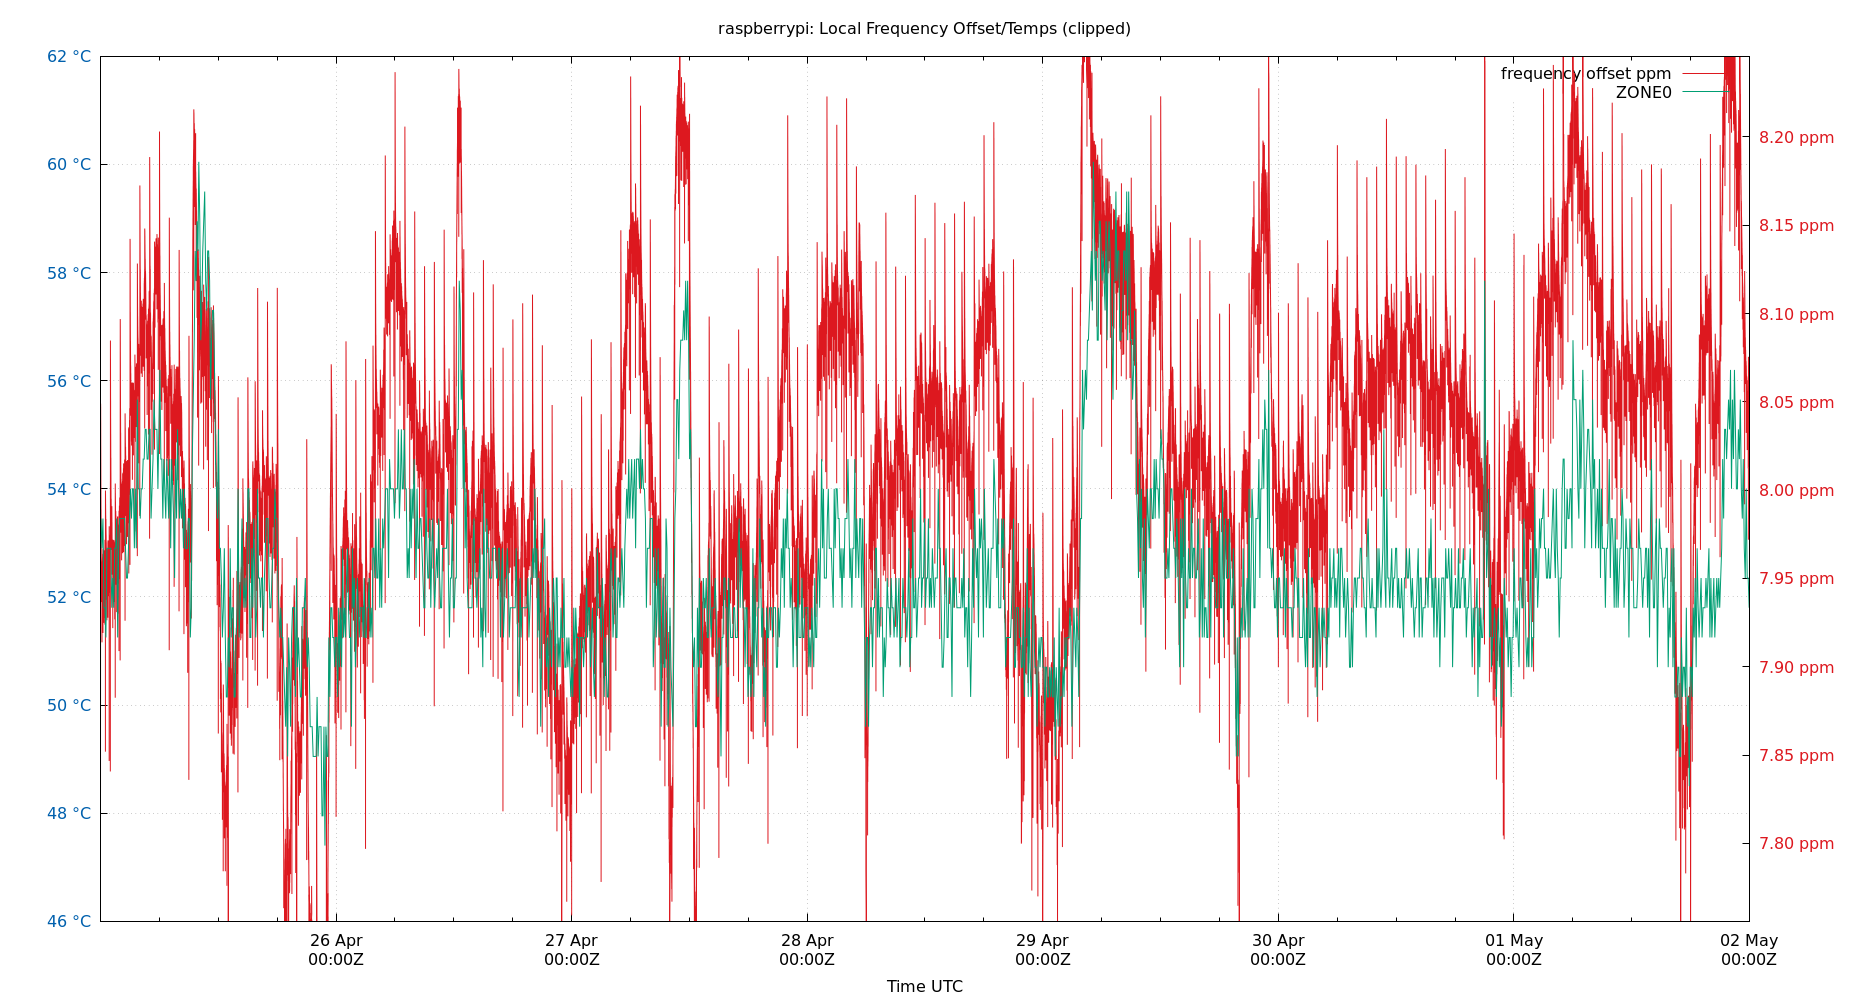 raspberrypi: Local Frequency Offset/Temps (clipped)
62 °C
60 °C
58 °C
56 °C
54 °C
52 °C
50 °C
48 °C
46 °C
frequency offset ppm
ZONE0
8.20 ppm
8.15 ppm
8.10 ppm
8.05 ppm
8.00 ppm
7.95 ppm
7.90 ppm
7.85 ppm
7.80 ppm
26 Apr
00:00Z
27 Apr
00:00Z
28 Apr
00:00Z
29 Apr
00:00Z
30 Apr
00:00Z
01 May
00:00Z
02 May
00:00Z
Time UTC